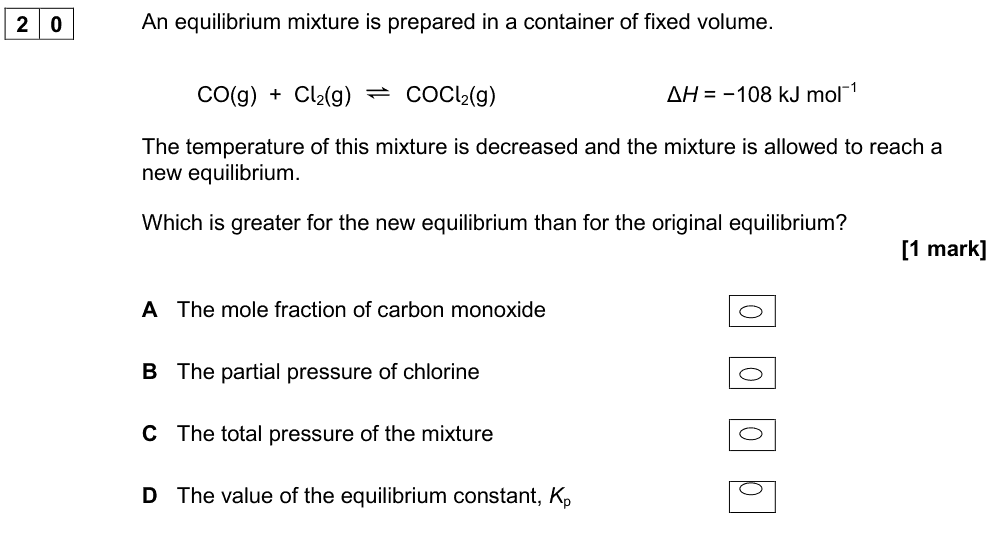 2 0 An equilibrium mixture is prepared in a container of fixed volume.
CO(g) + Cl₂(g) ⇌ COCl₂(g) ΔH = −108 kJ mol⁻¹
The temperature of this mixture is decreased and the mixture is allowed to reach a
new equilibrium.
Which is greater for the new equilibrium than for the original equilibrium?
[1 mark]
A The mole fraction of carbon monoxide
B The partial pressure of chlorine
C The total pressure of the mixture
D The value of the equilibrium constant, Kₚ